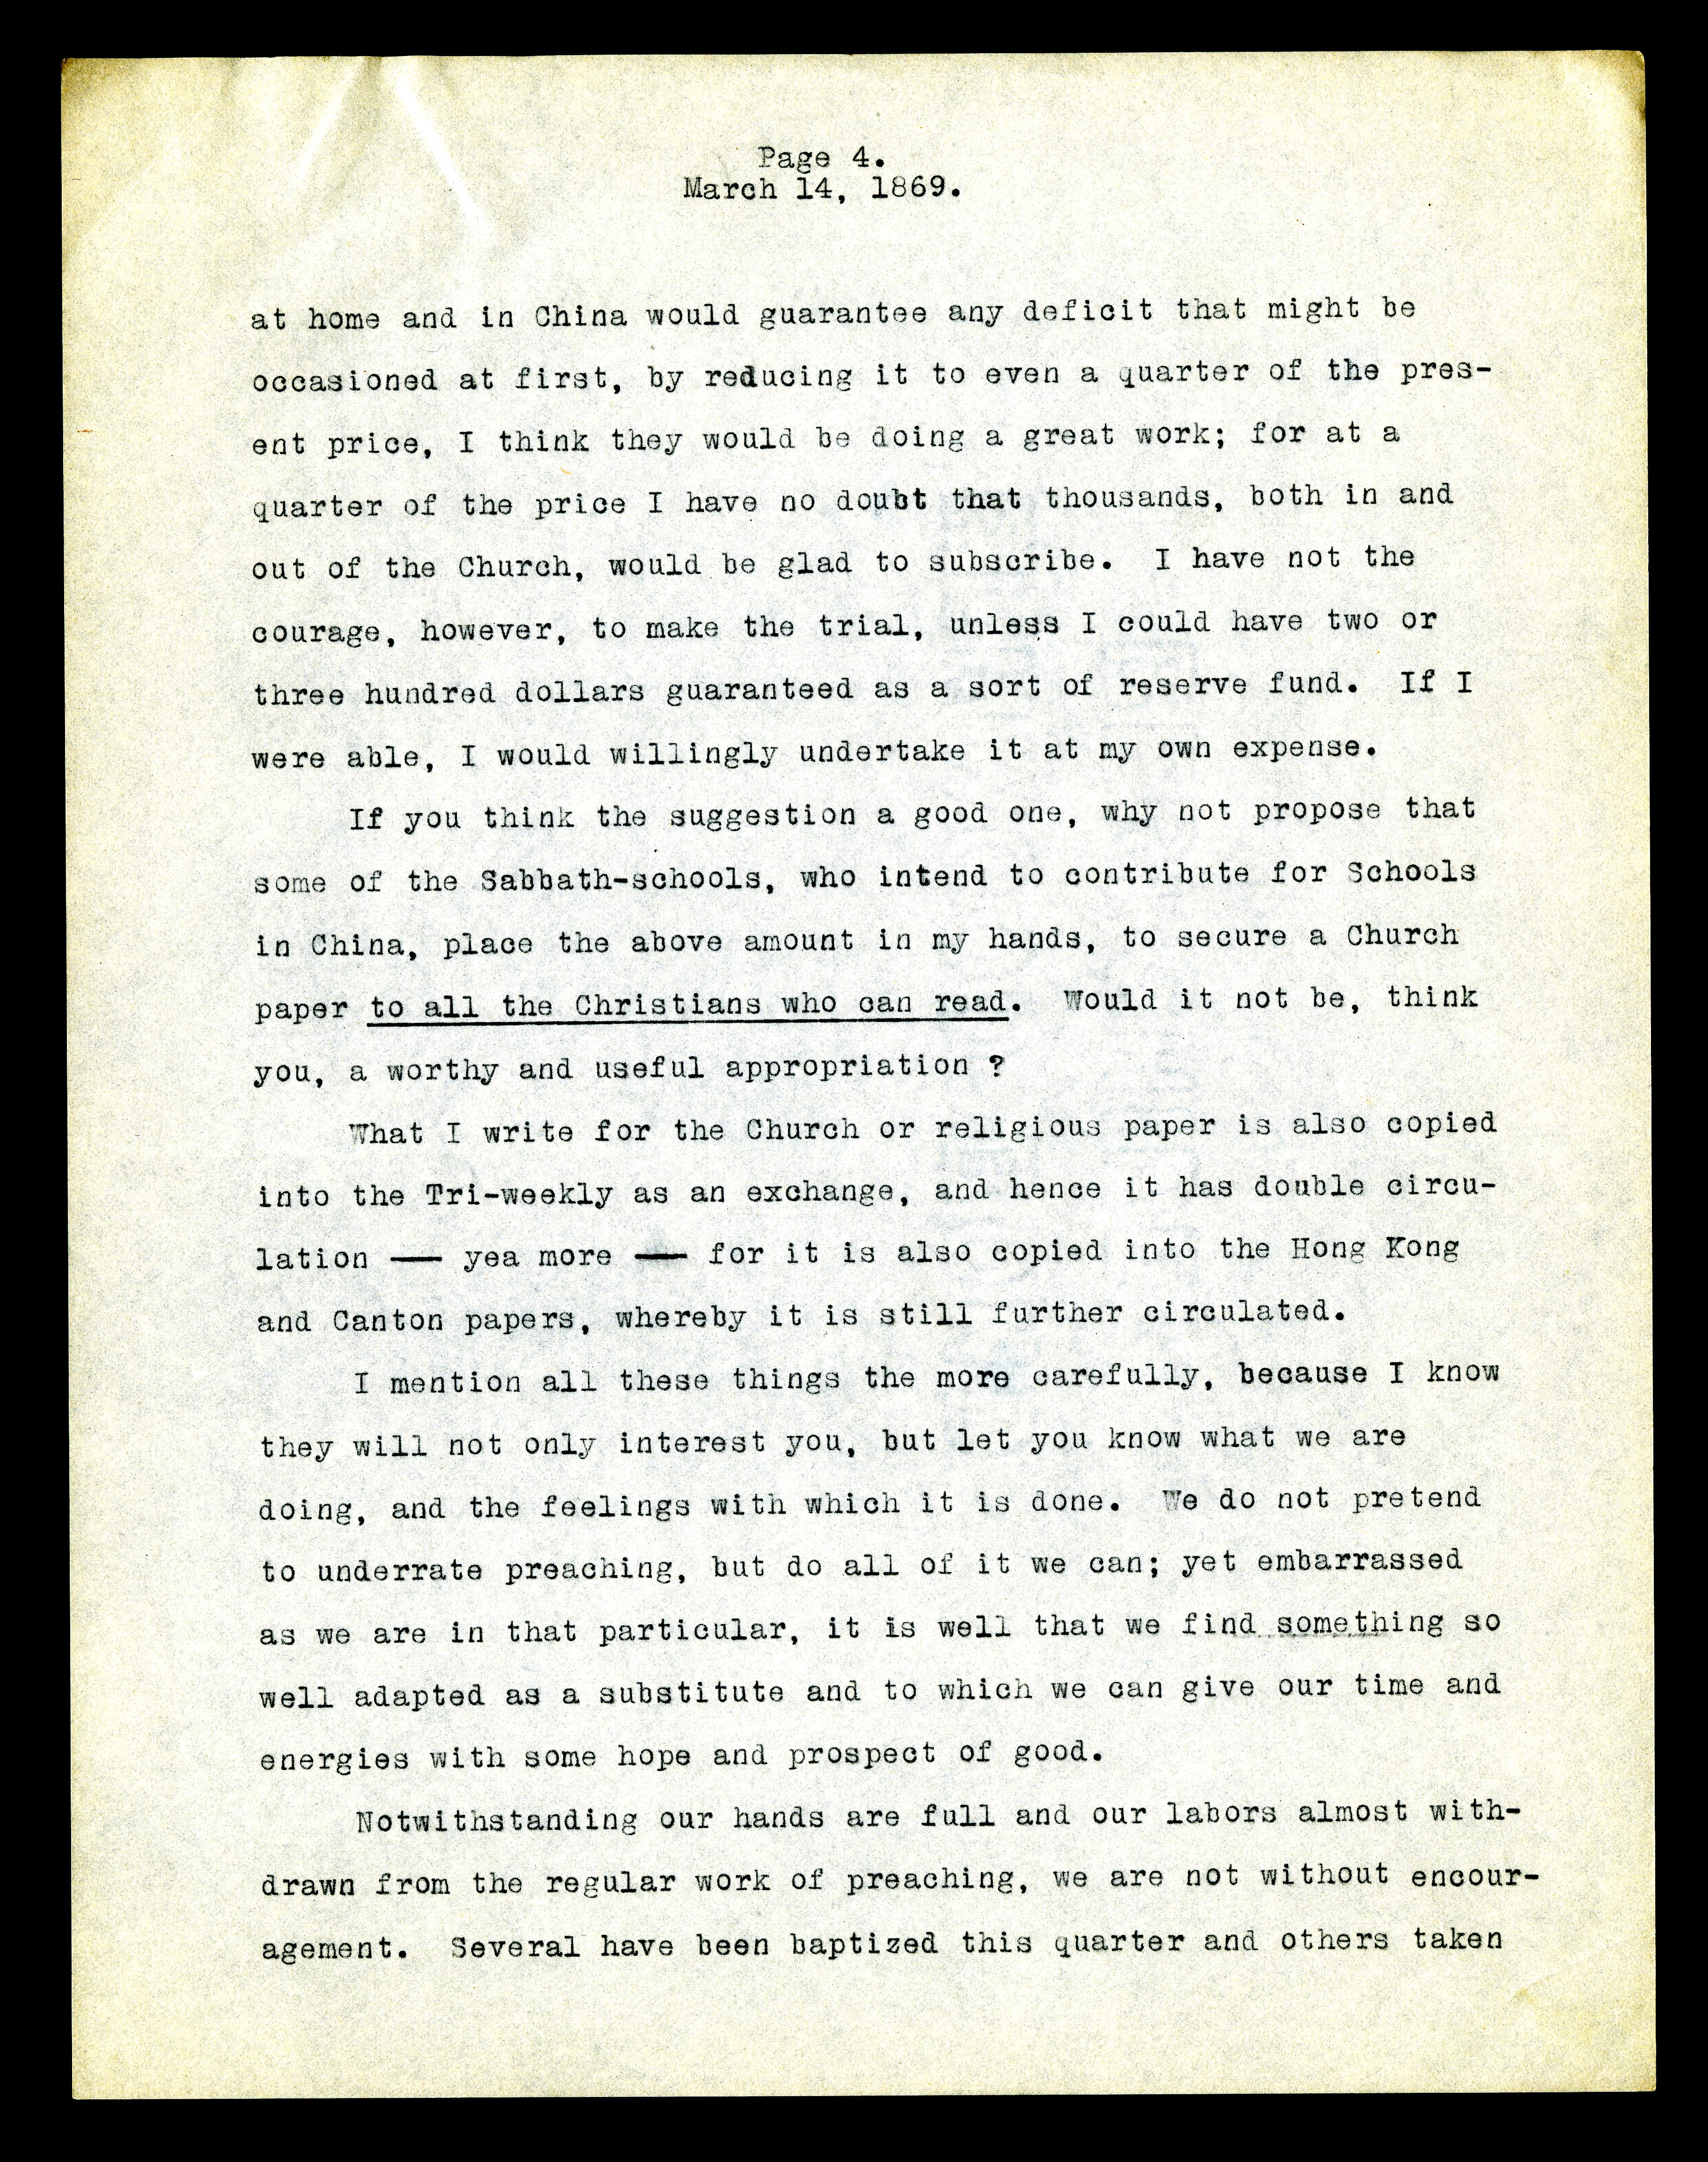 Page 4.
March 14, 1869.
at home and in China would guarantee any deficit that might be
occasioned at first, by reducing it to even a quarter of the pres-
ent price, I think they would be doing a great work; for at a
quarter of the price I have no doubt that thousands, both in and
out of the Church, would be glad to subscribe.  I have not the
courage, however, to make the trial, unless I could have two or
three hundred dollars guaranteed as a sort of reserve fund.  If I
were able, I would willingly undertake it at my own expense.
If you think the suggestion a good one, why not propose that
some of the Sabbath-schools, who intend to contribute for Schools
in China, place the above amount in my hands, to secure a Church
paper to all the Christians who can read.  Would it not be, think
you, a worthy and useful appropriation ?
What I write for the Church or religious paper is also copied
into the Tri-weekly as an exchange, and hence it has double circu-
lation — yea more — for it is also copied into the Hong Kong
and Canton papers, whereby it is still further circulated.
I mention all these things the more carefully, because I know
they will not only interest you, but let you know what we are
doing, and the feelings with which it is done.  We do not pretend
to underrate preaching, but do all of it we can; yet embarrassed
as we are in that particular, it is well that we find something so
well adapted as a substitute and to which we can give our time and
energies with some hope and prospect of good.
Notwithstanding our hands are full and our labors almost with-
drawn from the regular work of preaching, we are not without encour-
agement.  Several have been baptized this quarter and others taken